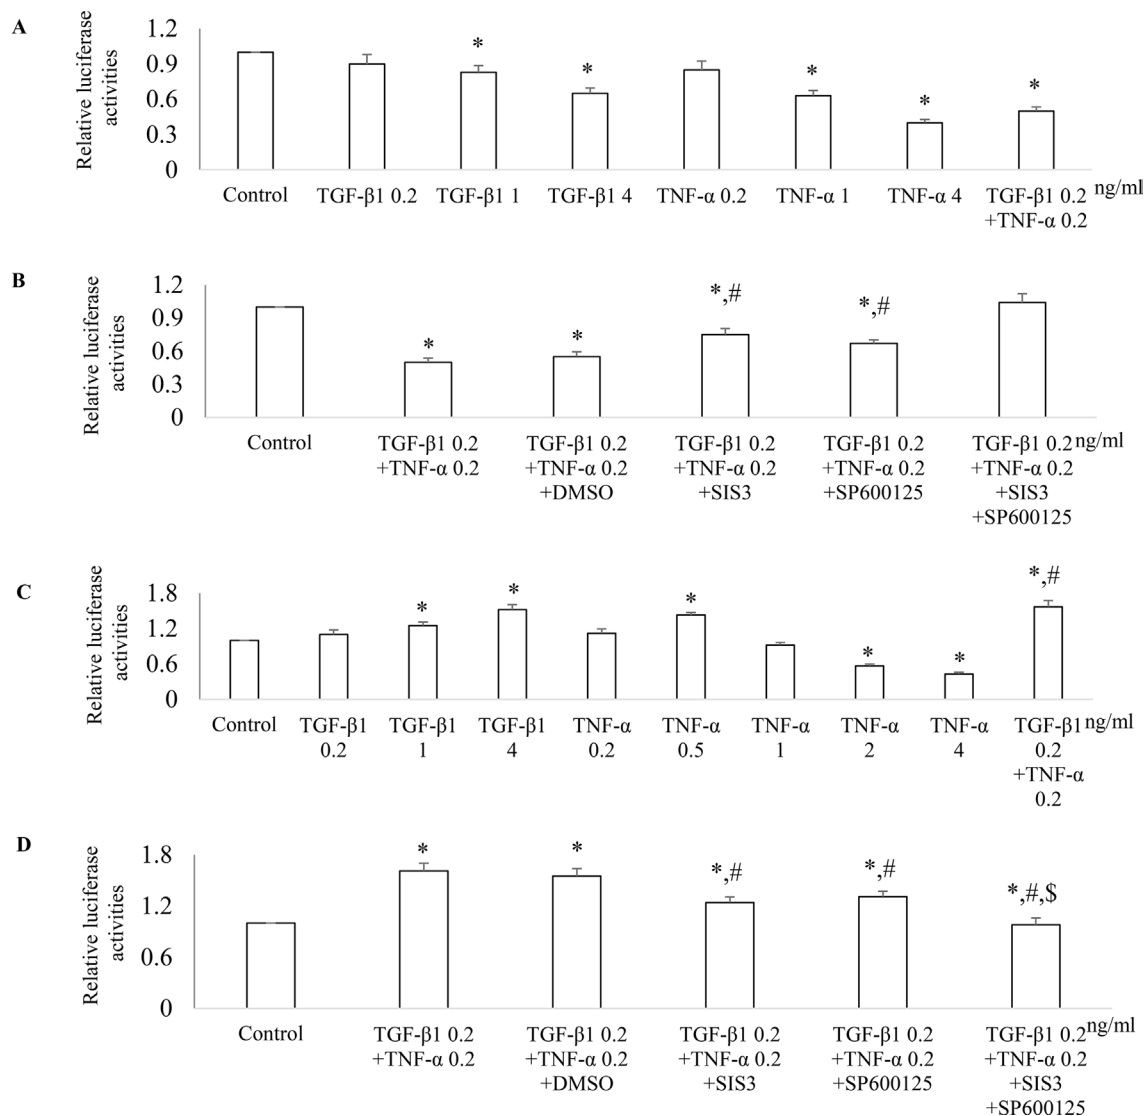 A
Relative luciferase
activities
1.2
0.9
0.6
0.3
0
*
*
*
*
*
Control
TGF-β1 0.2
TGF-β1 1
TGF-β1 4
TNF-α 0.2
TNF-α 1
TNF-α 4
TGF-β1 0.2
+TNF-α 0.2
ng/ml
B
Relative luciferase
activities
1.2
0.9
0.6
0.3
0
*
*
*,#
*,#
Control
TGF-β1 0.2
+TNF-α 0.2
TGF-β1 0.2
+TNF-α 0.2
+DMSO
TGF-β1 0.2
+TNF-α 0.2
+SIS3
TGF-β1 0.2
+TNF-α 0.2
+SP600125
TGF-β1 0.2
+TNF-α 0.2
+SIS3
+SP600125
ng/ml
C
Relative luciferase
activities
1.8
1.2
0.6
0
*
*
*
*
*
*,#
Control
TGF-β1
0.2
TGF-β1
1
TGF-β1
4
TNF-α
0.2
TNF-α
0.5
TNF-α
1
TNF-α
2
TNF-α
4
TGF-β1
0.2
+TNF-α
0.2
ng/ml
D
Relative luciferase
activities
1.8
1.2
0.6
0
*
*
*,#
*,#
*,#,$
Control
TGF-β1 0.2
+TNF-α 0.2
TGF-β1 0.2
+TNF-α 0.2
+DMSO
TGF-β1 0.2
+TNF-α 0.2
+SIS3
TGF-β1 0.2
+TNF-α 0.2
+SP600125
TGF-β1 0.2
+TNF-α 0.2
+SIS3
+SP600125
ng/ml